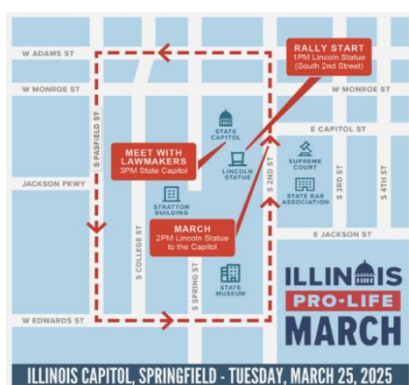 RALLY START
1PM Lincoln Statue
(South 2nd Street)
W ADAMS ST
W MONROE ST
W MONROE ST
STATE
CAPITOL
E CAPITOL ST
MEET WITH
LAWMAKERS
3PM State Capitol
LINCOLN
STATUE
SUPREME
COURT
S PASFIELD ST
S 2ND ST
S 3RD ST
S 4TH ST
JACKSON PKWY
STRATTON
BUILDING
STATE BAR
ASSOCIATION
MARCH
2PM Lincoln Statue
to the Capitol
S COLLEGE ST
S SPRING ST
E JACKSON ST
STATE
MUSEUM
ILLINOIS
PRO-LIFE
MARCH
W EDWARDS ST
ILLINOIS CAPITOL, SPRINGFIELD - TUESDAY, MARCH 25, 2025